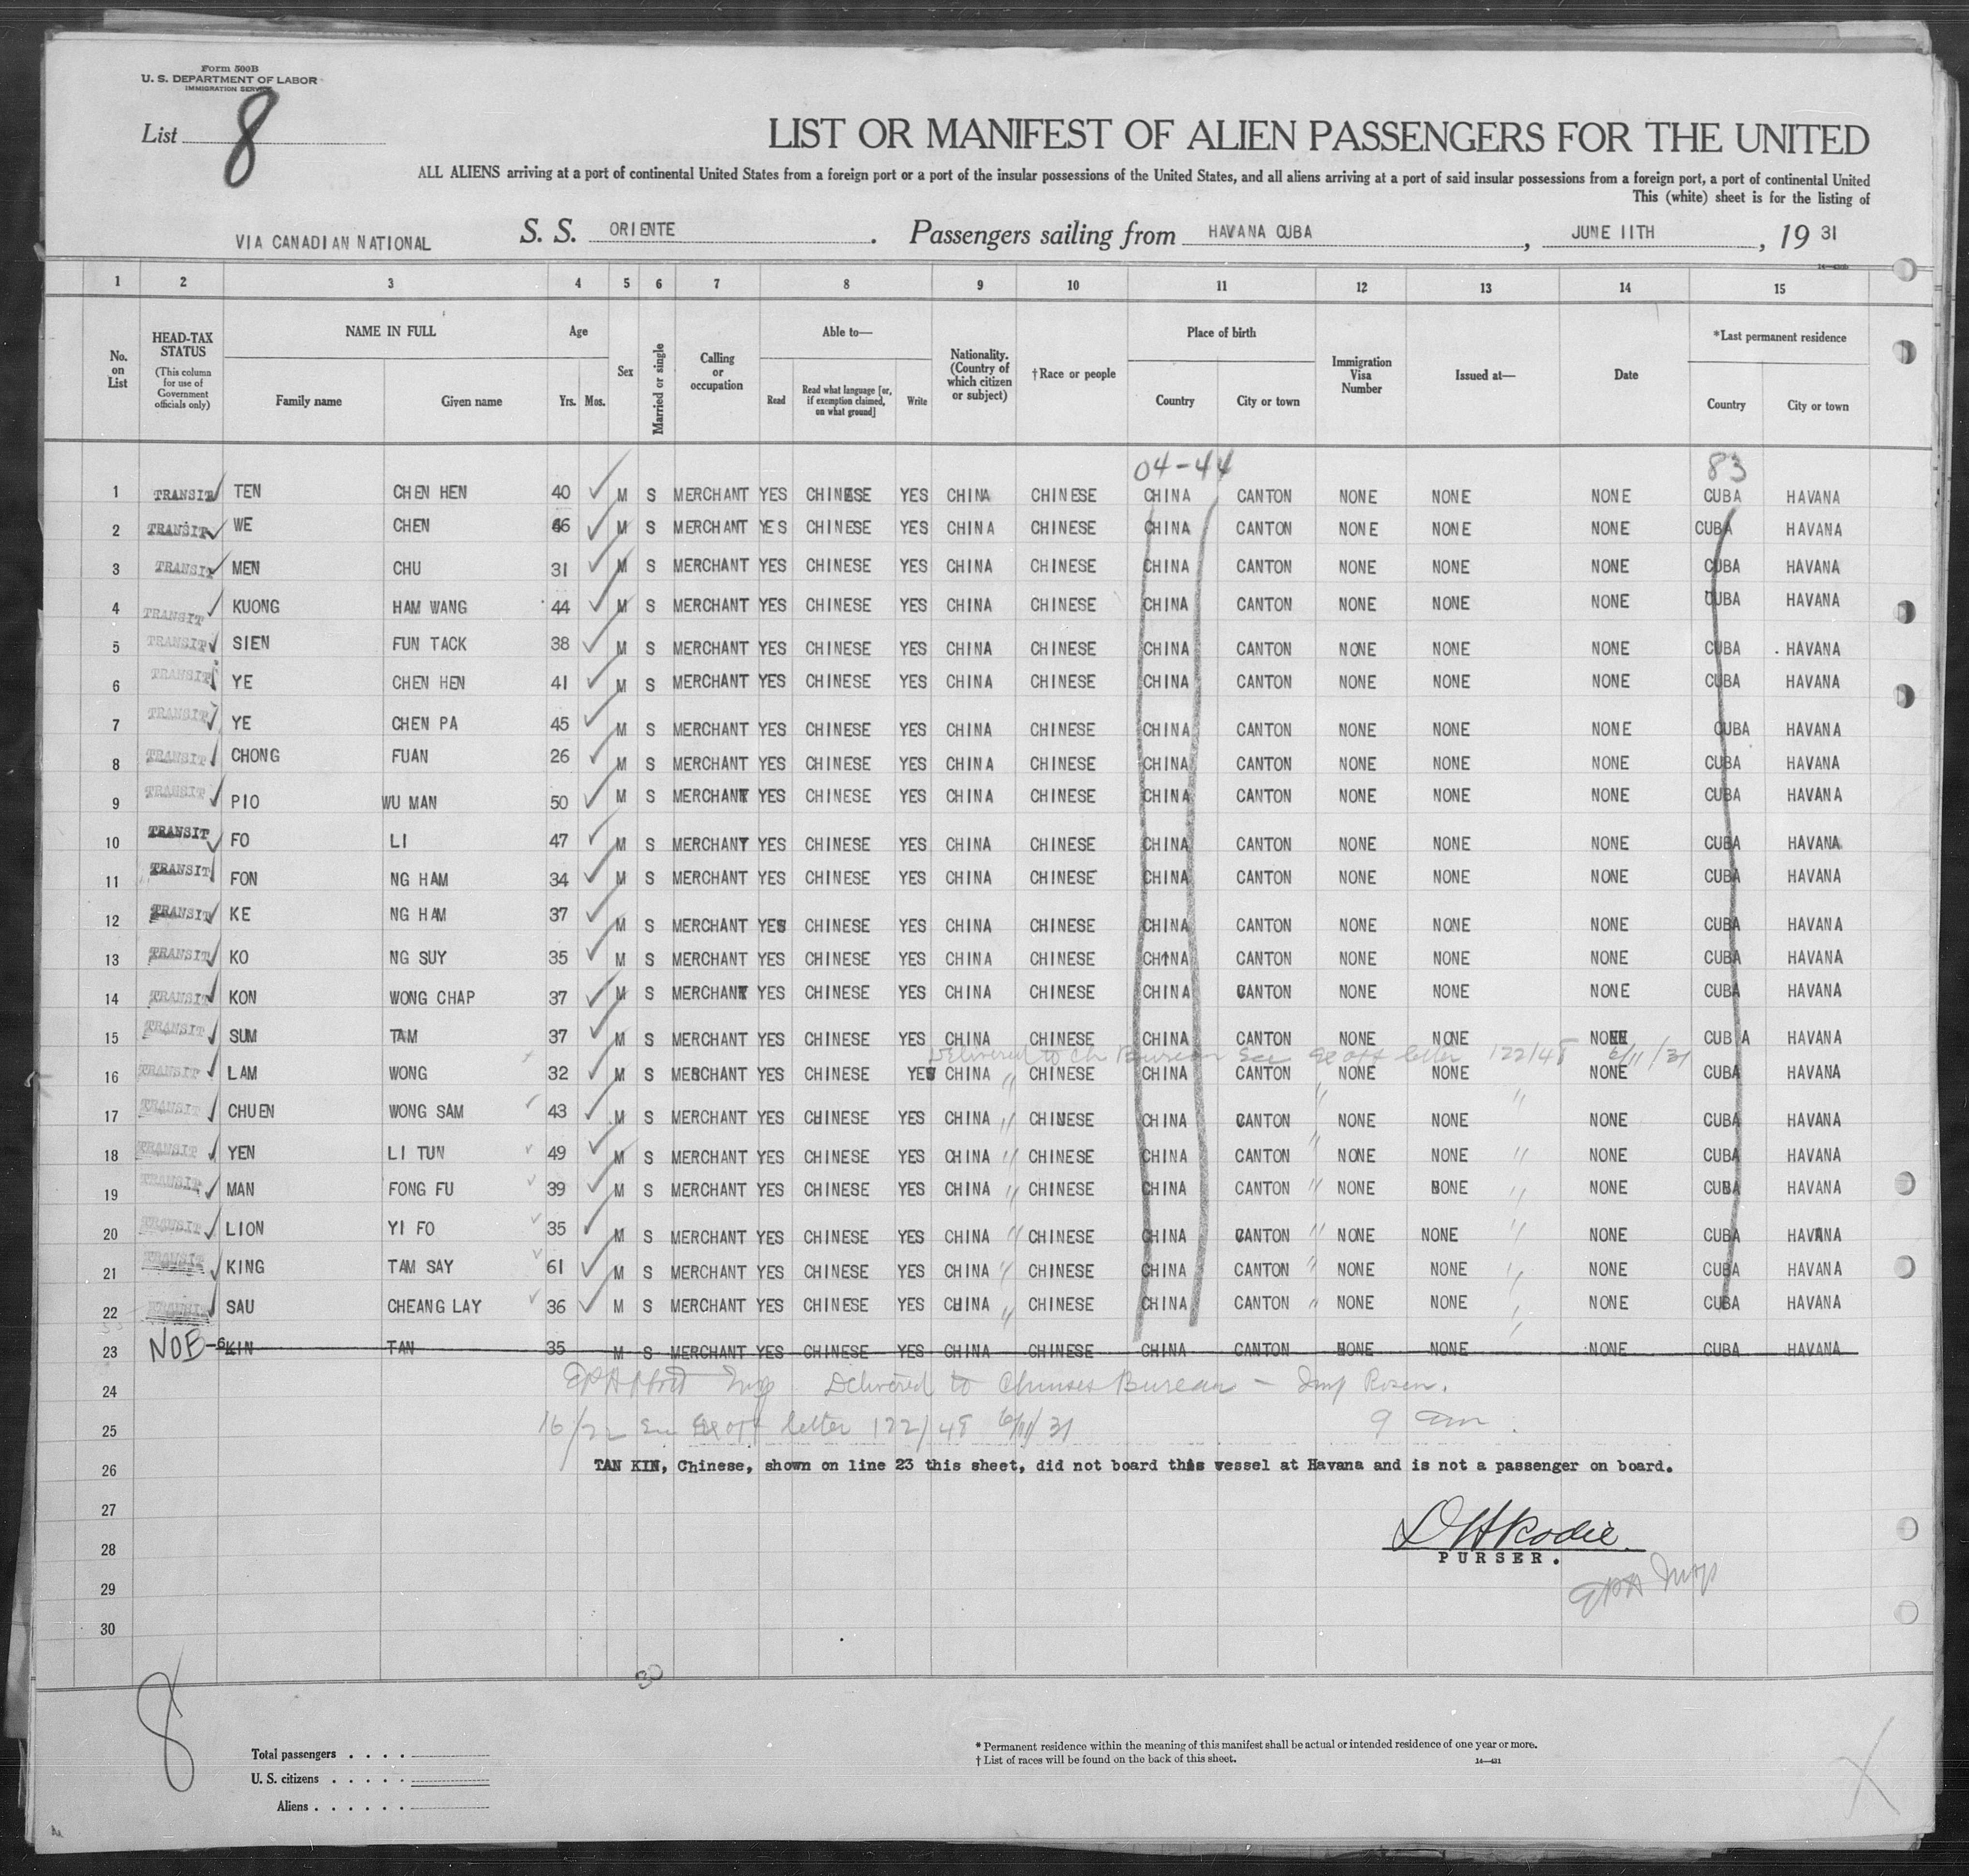 Form 500B
U. S. DEPARTMENT OF LABOR
IMMIGRATION SERVICE
List 8
LIST OR MANIFEST OF ALIEN PASSENGERS FOR THE UNITED
ALL ALIENS arriving at a port of continental United States from a foreign port or a port of the insular possessions of the United States, and all aliens arriving at a port of said insular possessions from a foreign port, a port of continental United
This (white) sheet is for the listing of
VIA CANADIAN NATIONAL S. S. ORIENTE . Passengers sailing from HAVANA CUBA , JUNE 11TH , 19 31
1 2 3 4 5 6 7 8 9 10 11 12 13 14 15
No. on List
HEAD-TAX STATUS (This column for use of Government officials only)
NAME IN FULL
Family name Given name
Age
Yrs. Mos.
Sex
Married or single
Calling or occupation
Able to—
Read Read what language [or, if exemption claimed, on what ground] Write
Nationality. (Country of which citizen or subject)
†Race or people
Place of birth
Country City or town
Immigration Visa Number
Issued at—
Date
*Last permanent residence
Country City or town
04-44 83
1 TRANSIT TEN CHEN HEN 40 M S MERCHANT YES CHINESE YES CHINA CHINESE CHINA CANTON NONE NONE NONE CUBA HAVANA
2 TRANSIT WE CHEN 46 M S MERCHANT YES CHINESE YES CHINA CHINESE CHINA CANTON NONE NONE NONE CUBA HAVANA
3 TRANSIT MEN CHU 31 M S MERCHANT YES CHINESE YES CHINA CHINESE CHINA CANTON NONE NONE NONE CUBA HAVANA
4 TRANSIT KUONG HAM WANG 44 M S MERCHANT YES CHINESE YES CHINA CHINESE CHINA CANTON NONE NONE NONE CUBA HAVANA
5 TRANSIT SIEN FUN TACK 38 M S MERCHANT YES CHINESE YES CHINA CHINESE CHINA CANTON NONE NONE NONE CUBA HAVANA
6 TRANSIT YE CHEN HEN 41 M S MERCHANT YES CHINESE YES CHINA CHINESE CHINA CANTON NONE NONE NONE CUBA HAVANA
7 TRANSIT YE CHEN PA 45 M S MERCHANT YES CHINESE YES CHINA CHINESE CHINA CANTON NONE NONE NONE CUBA HAVANA
8 TRANSIT CHONG FUAN 26 M S MERCHANT YES CHINESE YES CHINA CHINESE CHINA CANTON NONE NONE NONE CUBA HAVANA
9 TRANSIT PIO WU MAN 50 M S MERCHANT YES CHINESE YES CHINA CHINESE CHINA CANTON NONE NONE NONE CUBA HAVANA
10 TRANSIT FO LI 47 M S MERCHANT YES CHINESE YES CHINA CHINESE CHINA CANTON NONE NONE NONE CUBA HAVANA
11 TRANSIT FON NG HAM 34 M S MERCHANT YES CHINESE YES CHINA CHINESE CHINA CANTON NONE NONE NONE CUBA HAVANA
12 TRANSIT KE NG HAM 37 M S MERCHANT YES CHINESE YES CHINA CHINESE CHINA CANTON NONE NONE NONE CUBA HAVANA
13 TRANSIT KO NG SUY 35 M S MERCHANT YES CHINESE YES CHINA CHINESE CHINA CANTON NONE NONE NONE CUBA HAVANA
14 TRANSIT KON WONG CHAP 37 M S MERCHANT YES CHINESE YES CHINA CHINESE CHINA CANTON NONE NONE NONE CUBA HAVANA
15 TRANSIT SUM TAM 37 M S MERCHANT YES CHINESE YES CHINA CHINESE CHINA CANTON NONE NONE NONE CUBA HAVANA
Delivered to Ch Bureau See letter 122/48 6/11/31
16 TRANSIT LAM WONG 32 M S MERCHANT YES CHINESE YES CHINA " CHINESE CHINA CANTON " NONE NONE " NONE CUBA HAVANA
17 TRANSIT CHUEN WONG SAM 43 M S MERCHANT YES CHINESE YES CHINA " CHINESE CHINA CANTON NONE NONE NONE CUBA HAVANA
18 TRANSIT YEN LI TUN 49 M S MERCHANT YES CHINESE YES CHINA " CHINESE CHINA CANTON " NONE NONE " NONE CUBA HAVANA
19 TRANSIT MAN FONG FU 39 M S MERCHANT YES CHINESE YES CHINA " CHINESE CHINA CANTON " NONE NONE " NONE CUBA HAVANA
20 TRANSIT LION YI FO 35 M S MERCHANT YES CHINESE YES CHINA " CHINESE CHINA CANTON " NONE NONE " NONE CUBA HAVANA
21 TRANSIT KING TAM SAY 61 M S MERCHANT YES CHINESE YES CHINA " CHINESE CHINA CANTON " NONE NONE " NONE CUBA HAVANA
22 TRANSIT SAU CHEANG LAY 36 M S MERCHANT YES CHINESE YES CHINA " CHINESE CHINA CANTON " NONE NONE " NONE CUBA HAVANA
23 NOB-6 KIN TAN 35 M S MERCHANT YES CHINESE YES CHINA CHINESE CHINA CANTON NONE NONE NONE CUBA HAVANA
24 Insp Delivered to Chinese Bureau - Insp Rosen.
25 16/22 letter 122/48 6/11/31 9 am
26 TAN KIN, Chinese, shown on line 23 this sheet, did not board this vessel at Havana and is not a passenger on board.
27
28 PURSER.
29
30
30
8
Total passengers . . . .
U. S. citizens . . . . .
Aliens . . . . . .
* Permanent residence within the meaning of this manifest shall be actual or intended residence of one year or more.
† List of races will be found on the back of this sheet.
14—431
X